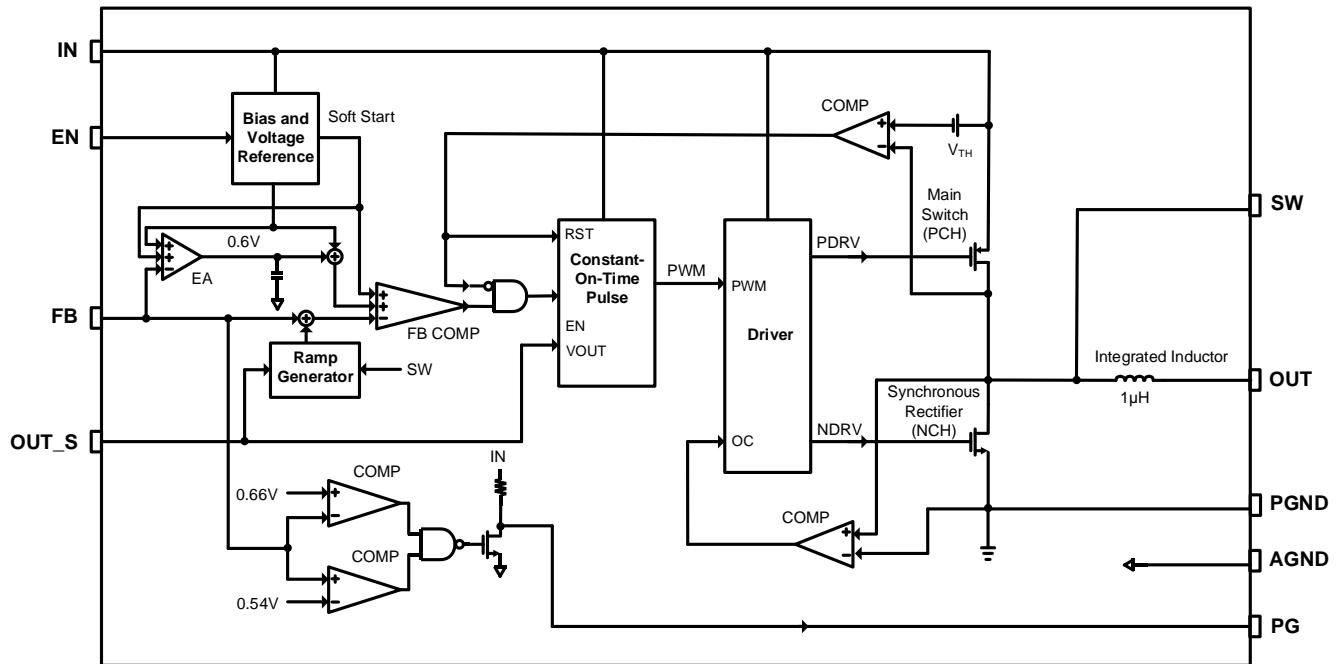 IN
EN
FB
OUT_S
Bias and
Voltage
Reference
Soft Start
0.6V
+
+
-
EA
+
+
Ramp
Generator
SW
+
+
-
FB COMP
RST
Constant-
On-Time
Pulse
EN
VOUT
PWM
PWM
Driver
OC
PDRV
NDRV
COMP
+
-
VTH
Main
Switch
(PCH)
Synchronous
Rectifier
(NCH)
Integrated Inductor
1µH
COMP
+
-
0.66V
COMP
+
-
0.54V
COMP
+
-
IN
SW
OUT
PGND
AGND
PG